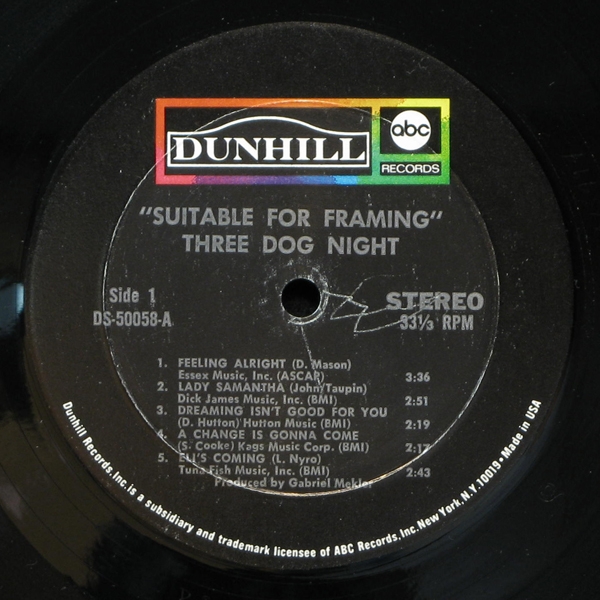 DUNHILL
abc
RECORDS
"SUITABLE FOR FRAMING"
THREE DOG NIGHT
Side 1
DS-50058-A
STEREO
33⅓ RPM
1. FEELING ALRIGHT (D. Mason)
Essex Music, Inc. (ASCAP) 3:36
2. LADY SAMANTHA (John/Taupin)
Dick James Music, Inc. (BMI) 2:51
3. DREAMING ISN'T GOOD FOR YOU
(D. Hutton) Hutton Music (BMI) 2:19
4. A CHANGE IS GONNA COME
(S. Cooke) Kags Music Corp. (BMI) 2:17
5. ELI'S COMING (L. Nyro)
Tuna Fish Music, Inc. (BMI) 2:43
Produced by Gabriel Mekler
Dunhill Records, Inc. is a subsidiary and trademark licensee of ABC Records, Inc. New York, N.Y. 10019 • Made in USA